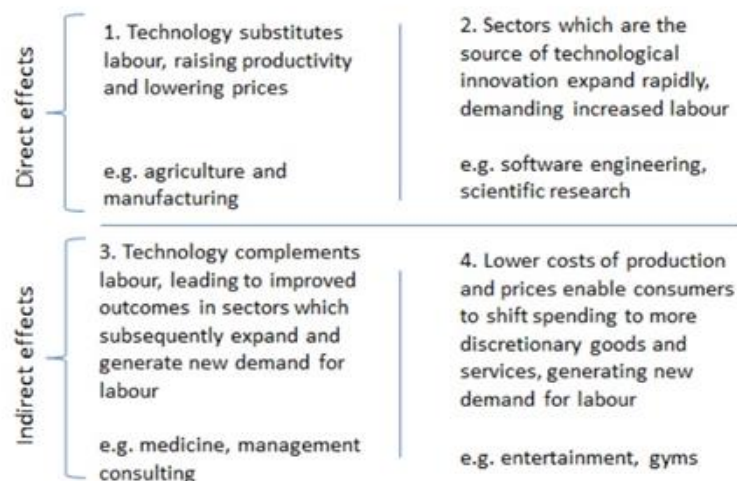 Direct effects
1. Technology substitutes
labour, raising productivity
and lowering prices
e.g. agriculture and
manufacturing
2. Sectors which are the
source of technological
innovation expand rapidly,
demanding increased labour
e.g. software engineering,
scientific research
Indirect effects
3. Technology complements
labour, leading to improved
outcomes in sectors which
subsequently expand and
generate new demand for
labour
e.g. medicine, management
consulting
4. Lower costs of production
and prices enable consumers
to shift spending to more
discretionary goods and
services, generating new
demand for labour
e.g. entertainment, gyms